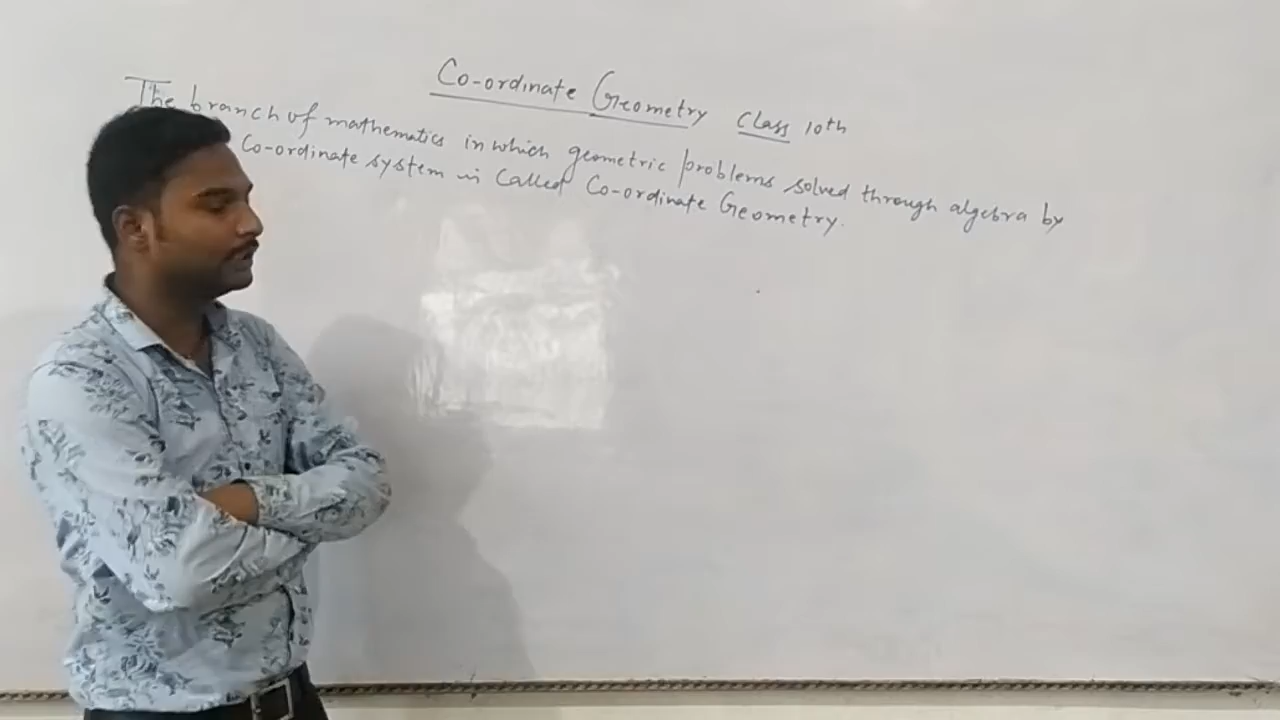 Co-ordinate Geometry Class 10th
The branch of mathematics in which geometric problems solved through algebra by
Co-ordinate system is called Co-ordinate Geometry.